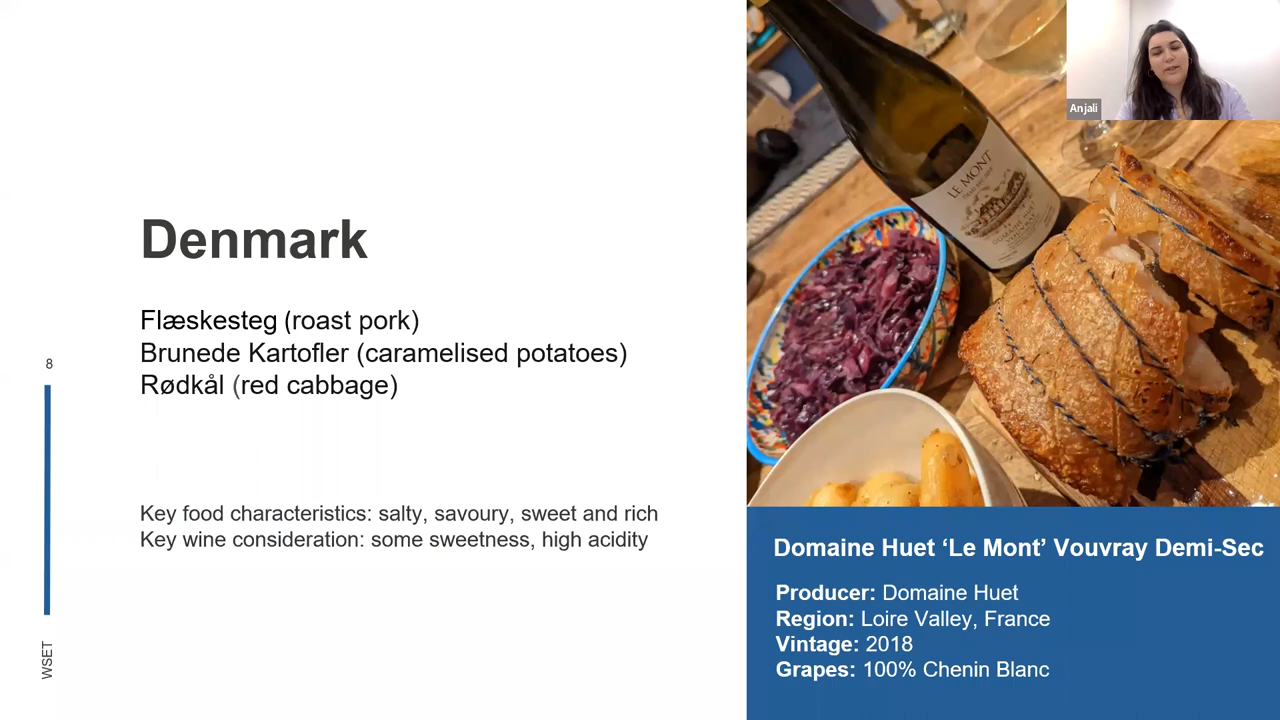 Denmark
Flæskesteg (roast pork)
Brunede Kartofler (caramelised potatoes)
Rødkål (red cabbage)
Key food characteristics: salty, savoury, sweet and rich
Key wine consideration: some sweetness, high acidity
8
WSET
Anjali
LE MONT
Domaine Huet ‘Le Mont’ Vouvray Demi-Sec
Producer: Domaine Huet
Region: Loire Valley, France
Vintage: 2018
Grapes: 100% Chenin Blanc